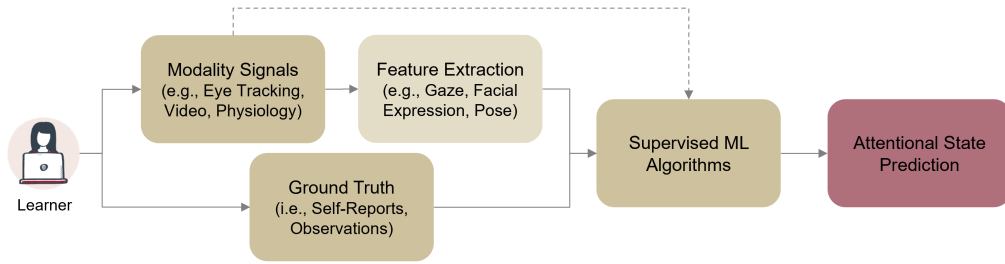 Modality Signals
(e.g., Eye Tracking,
Video, Physiology)
Feature Extraction
(e.g., Gaze, Facial
Expression, Pose)
Supervised ML
Algorithms
Attentional State
Prediction
Learner
Ground Truth
(i.e., Self-Reports,
Observations)